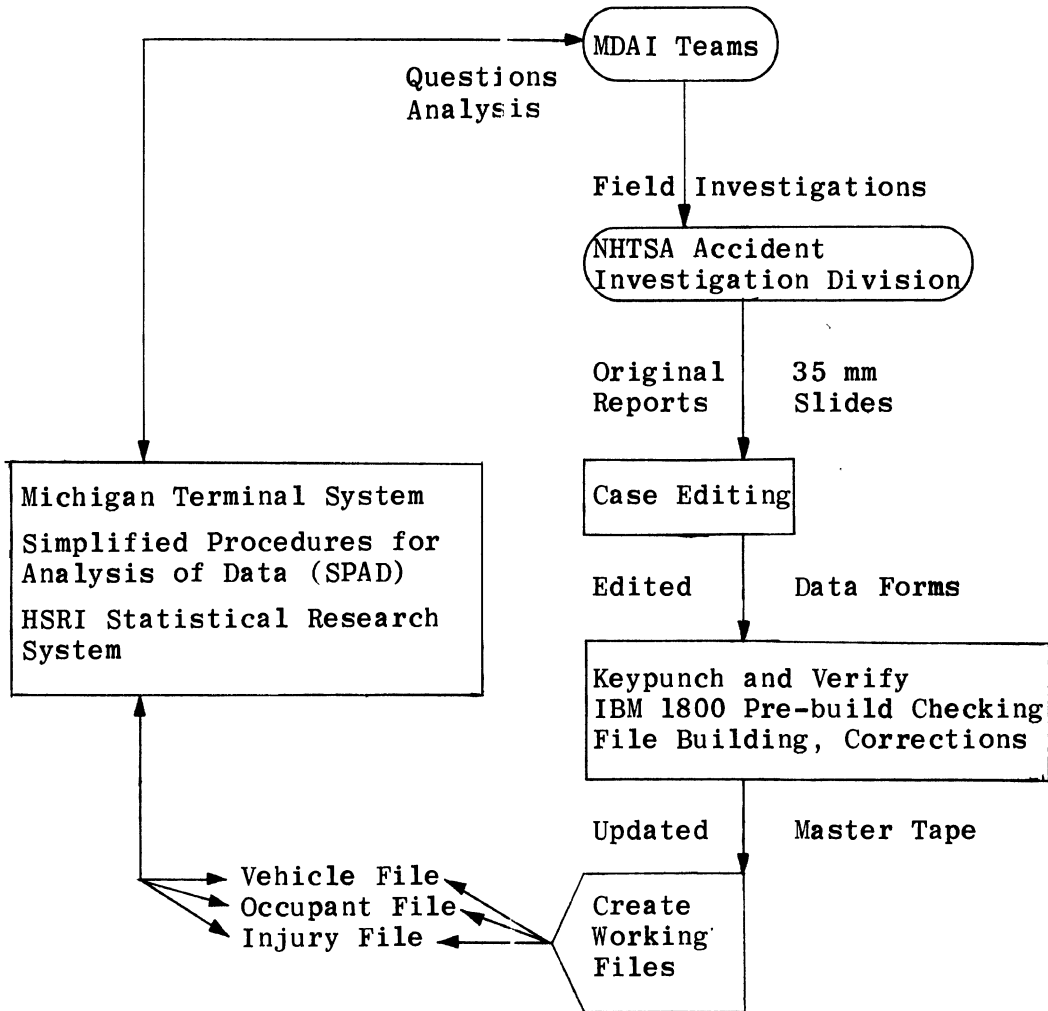 MDAI Teams
Questions
Analysis
Field Investigations
NHTSA Accident
Investigation Division
Original 35 mm
Reports Slides
Case Editing
Michigan Terminal System
Simplified Procedures for
Analysis of Data (SPAD)
HSRI Statistical Research
System
Edited Data Forms
Keypunch and Verify
IBM 1800 Pre-build Checking
File Building, Corrections
Updated Master Tape
Vehicle File
Occupant File
Injury File
Create
Working
Files